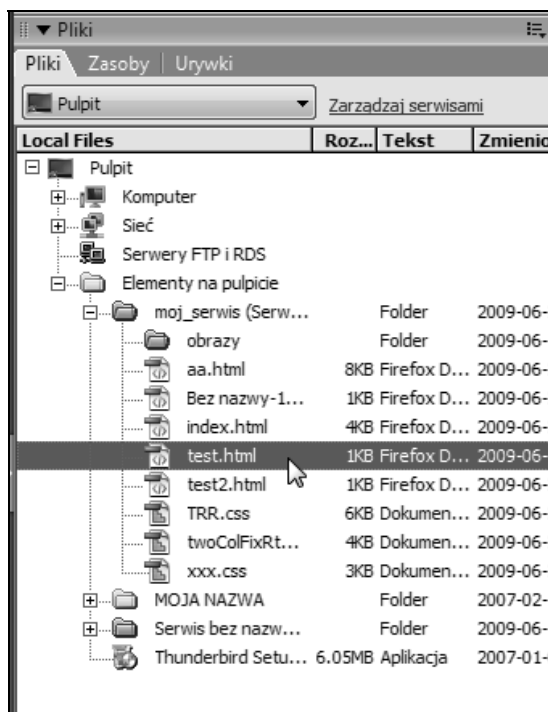 Pliki
Pliki Zasoby Urywki
Pulpit Zarządzaj serwisami
Local Files Roz... Tekst Zmienio
Pulpit
Komputer
Sieć
Serwery FTP i RDS
Elementy na pulpicie
moj_serwis (Serw... Folder 2009-06-
obrazy Folder 2009-06-
aa.html 8KB Firefox D... 2009-06-
Bez nazwy-1... 1KB Firefox D... 2009-06-
index.html 4KB Firefox D... 2009-06-
test.html 1KB Firefox D... 2009-06-
test2.html 1KB Firefox D... 2009-06-
TRR.css 6KB Dokumen... 2009-06-
twoColFixRt... 4KB Dokumen... 2009-06-
xxx.css 3KB Dokumen... 2009-06-
MOJA NAZWA Folder 2007-02-
Serwis bez nazw... Folder 2009-06-
Thunderbird Setu... 6.05MB Aplikacja 2007-01-